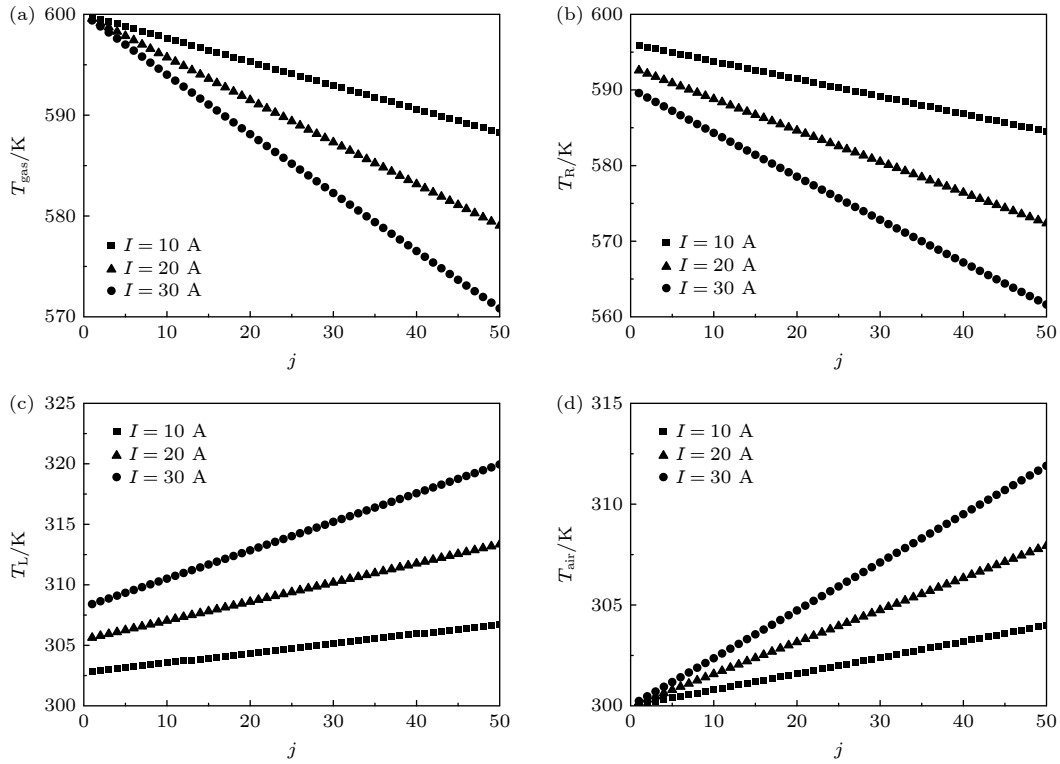 (a)
600
590
580
570
T_gas/K
I = 10 A
I = 20 A
I = 30 A
0 10 20 30 40 50
j
(b)
600
590
580
570
560
T_R/K
I = 10 A
I = 20 A
I = 30 A
0 10 20 30 40 50
j
(c)
325
320
315
310
305
300
T_L/K
I = 10 A
I = 20 A
I = 30 A
0 10 20 30 40 50
j
(d)
315
310
305
300
T_air/K
I = 10 A
I = 20 A
I = 30 A
0 10 20 30 40 50
j